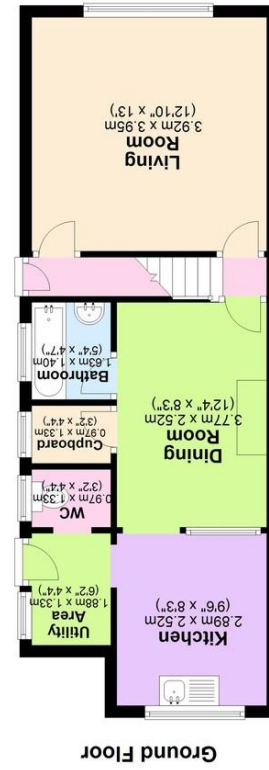 Ground Floor
Kitchen
2.89m x 2.52m
(9'6" x 8'3")
Utility
Area
1.88m x 1.33m
(6'2" x 4'4")
WC
0.97m x 1.33m
(3'2" x 4'4")
Cupboard
0.97m x 1.33m
(3'2" x 4'4")
Dining
Room
3.77m x 2.52m
(12'4" x 8'3")
Bathroom
1.63m x 1.40m
(5'4" x 4'7")
Living
Room
3.92m x 3.95m
(12'10" x 13')